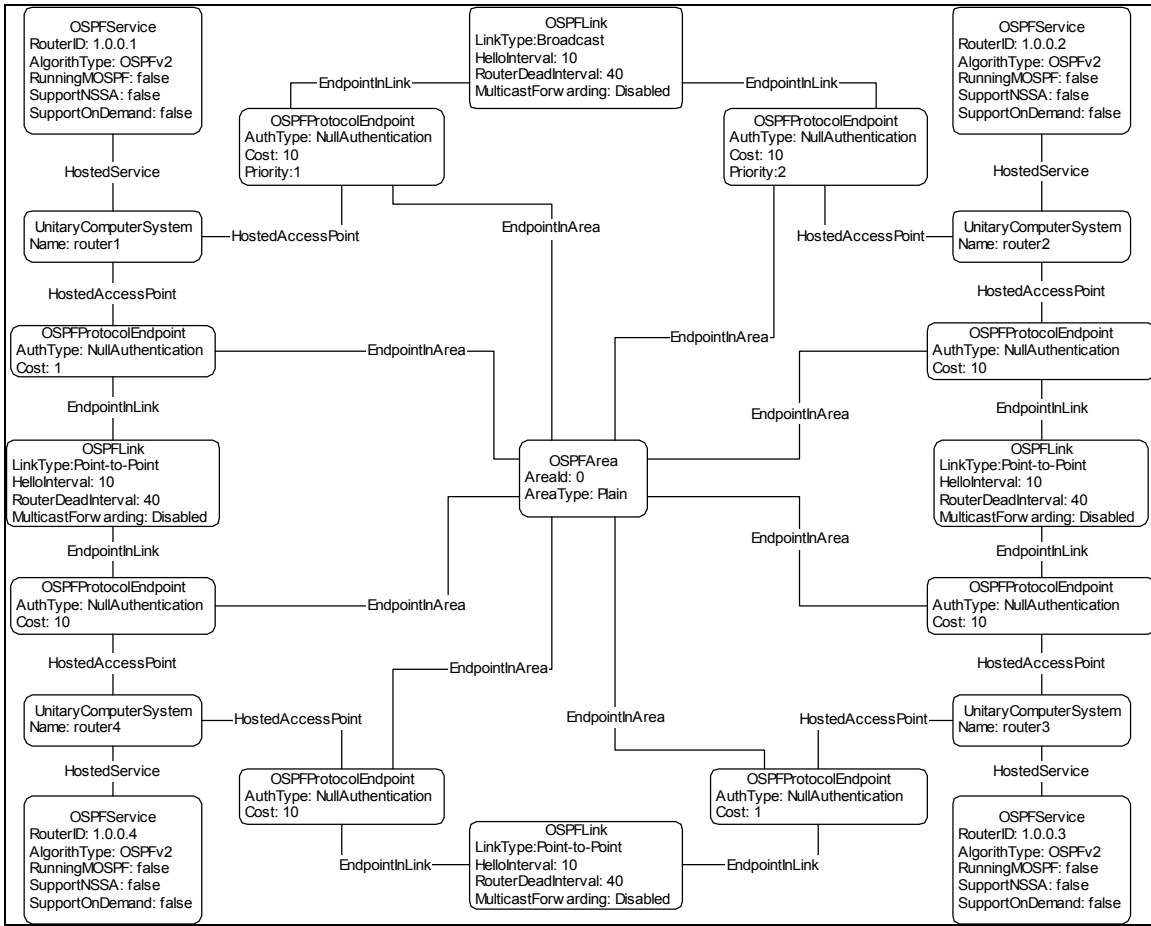 OSPFService
RouterID: 1.0.0.1
AlgorithType: OSPFv2
RunningMOSPF: false
SupportNSSA: false
SupportOnDemand: false
OSPFLink
LinkType:Broadcast
HelloInterval: 10
RouterDeadInterval: 40
MulticastForwarding: Disabled
OSPFService
RouterID: 1.0.0.2
AlgorithType: OSPFv2
RunningMOSPF: false
SupportNSSA: false
SupportOnDemand: false
EndpointInLink
EndpointInLink
OSPFProtocolEndpoint
AuthType: NullAuthentication
Cost: 10
Priority:1
OSPFProtocolEndpoint
AuthType: NullAuthentication
Cost: 10
Priority:2
HostedService
HostedService
UnitaryComputerSystem
Name: router1
HostedAccessPoint
EndpointInArea
HostedAccessPoint
UnitaryComputerSystem
Name: router2
HostedAccessPoint
HostedAccessPoint
OSPFProtocolEndpoint
AuthType: NullAuthentication
Cost: 1
EndpointInArea
EndpointInArea
OSPFProtocolEndpoint
AuthType: NullAuthentication
Cost: 10
EndpointInLink
EndpointInArea
EndpointInLink
OSPFLink
LinkType:Point-to-Point
HelloInterval: 10
RouterDeadInterval: 40
MulticastForwarding: Disabled
OSPFArea
AreaId: 0
AreaType: Plain
OSPFLink
LinkType:Point-to-Point
HelloInterval: 10
RouterDeadInterval: 40
MulticastForwarding: Disabled
EndpointInLink
EndpointInArea
EndpointInLink
OSPFProtocolEndpoint
AuthType: NullAuthentication
Cost: 10
EndpointInArea
OSPFProtocolEndpoint
AuthType: NullAuthentication
Cost: 10
HostedAccessPoint
EndpointInArea
HostedAccessPoint
UnitaryComputerSystem
Name: router4
HostedAccessPoint
EndpointInArea
HostedAccessPoint
UnitaryComputerSystem
Name: router3
HostedService
HostedService
OSPFProtocolEndpoint
AuthType: NullAuthentication
Cost: 10
OSPFProtocolEndpoint
AuthType: NullAuthentication
Cost: 1
OSPFService
RouterID: 1.0.0.4
AlgorithType: OSPFv2
RunningMOSPF: false
SupportNSSA: false
SupportOnDemand: false
EndpointInLink
OSPFLink
LinkType:Point-to-Point
HelloInterval: 10
RouterDeadInterval: 40
MulticastForwarding: Disabled
EndpointInLink
OSPFService
RouterID: 1.0.0.3
AlgorithType: OSPFv2
RunningMOSPF: false
SupportNSSA: false
SupportOnDemand: false